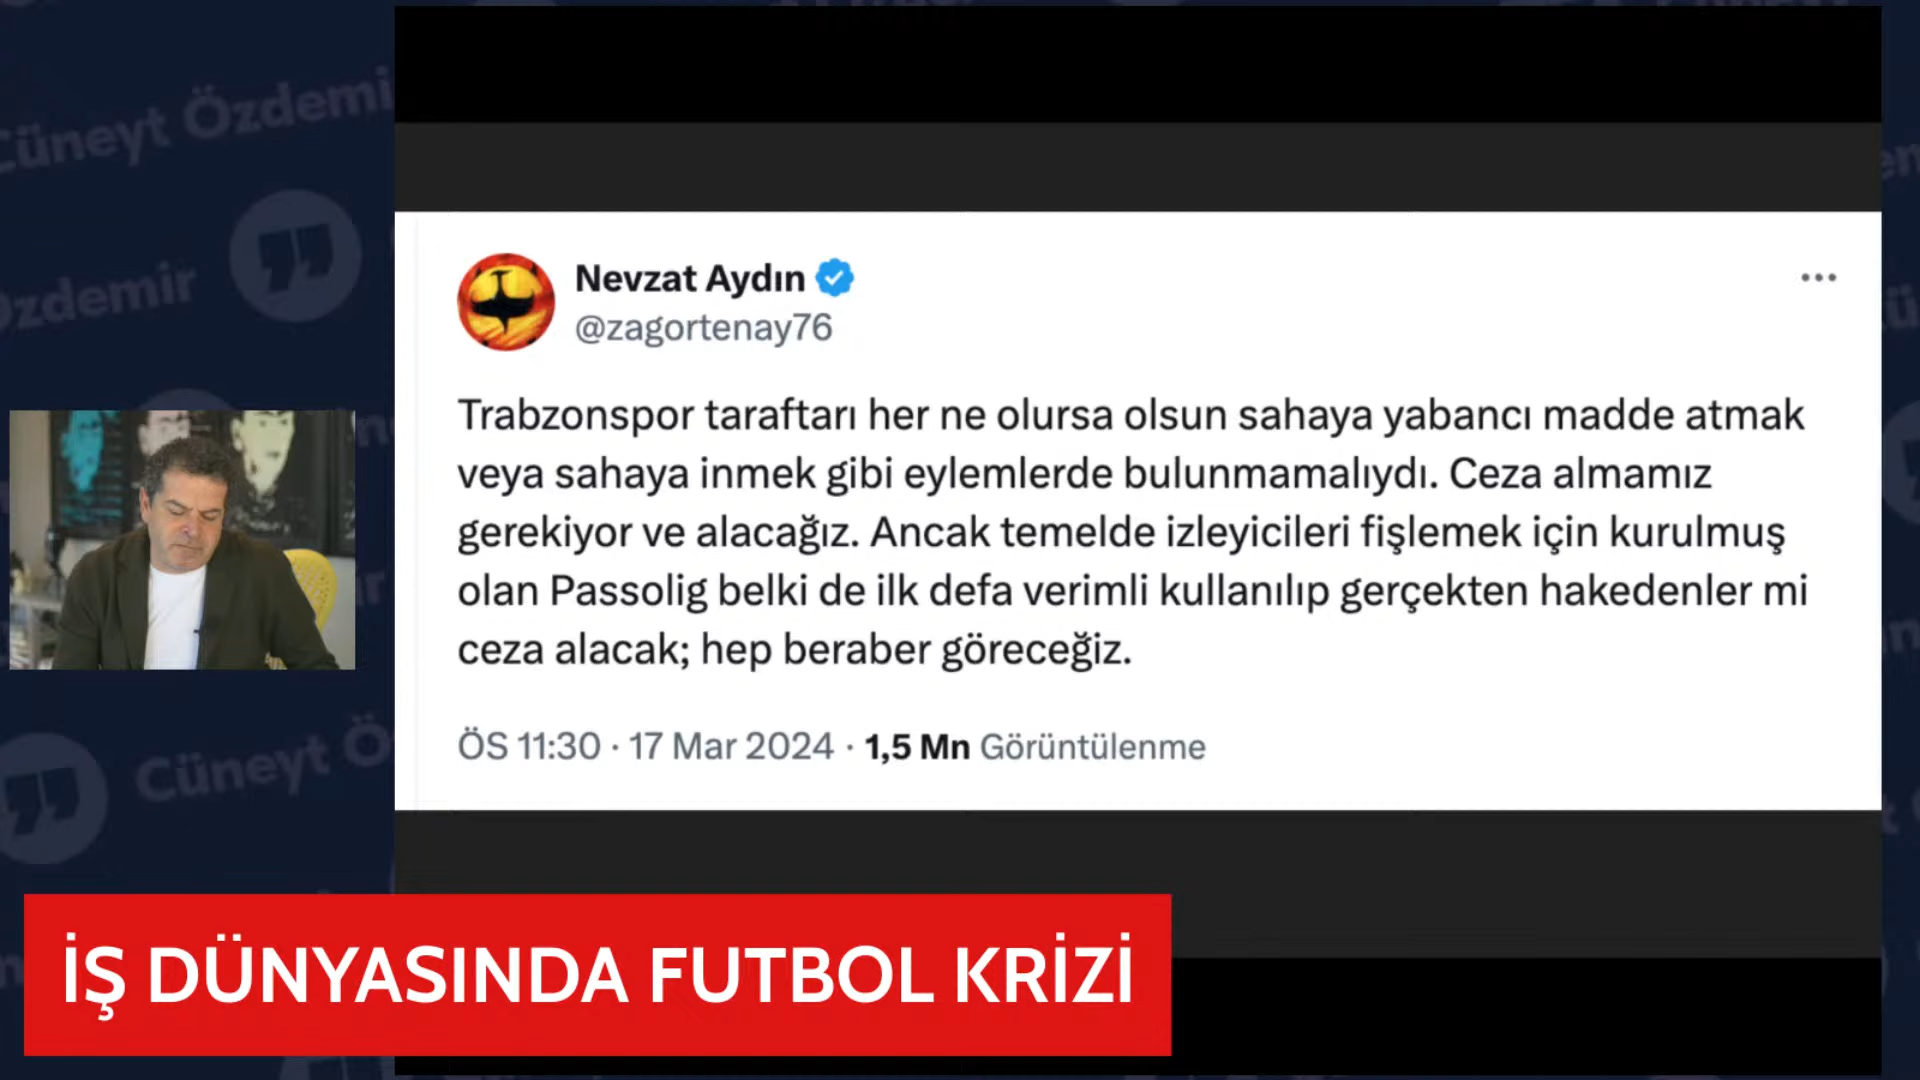 Cüneyt Özdemir
Özdemir
Nevzat Aydın
@zagortenay76
Trabzonspor taraftarı her ne olursa olsun sahaya yabancı madde atmak
veya sahaya inmek gibi eylemlerde bulunmamalıydı. Ceza almamız
gerekiyor ve alacağız. Ancak temelde izleyicileri fişlemek için kurulmuş
olan Passolig belki de ilk defa verimli kullanılıp gerçekten hakedenler mi
ceza alacak; hep beraber göreceğiz.
ÖS 11:30 · 17 Mar 2024 · 1,5 Mn Görüntülenme
Cüneyt Ö
İŞ DÜNYASINDA FUTBOL KRİZİ